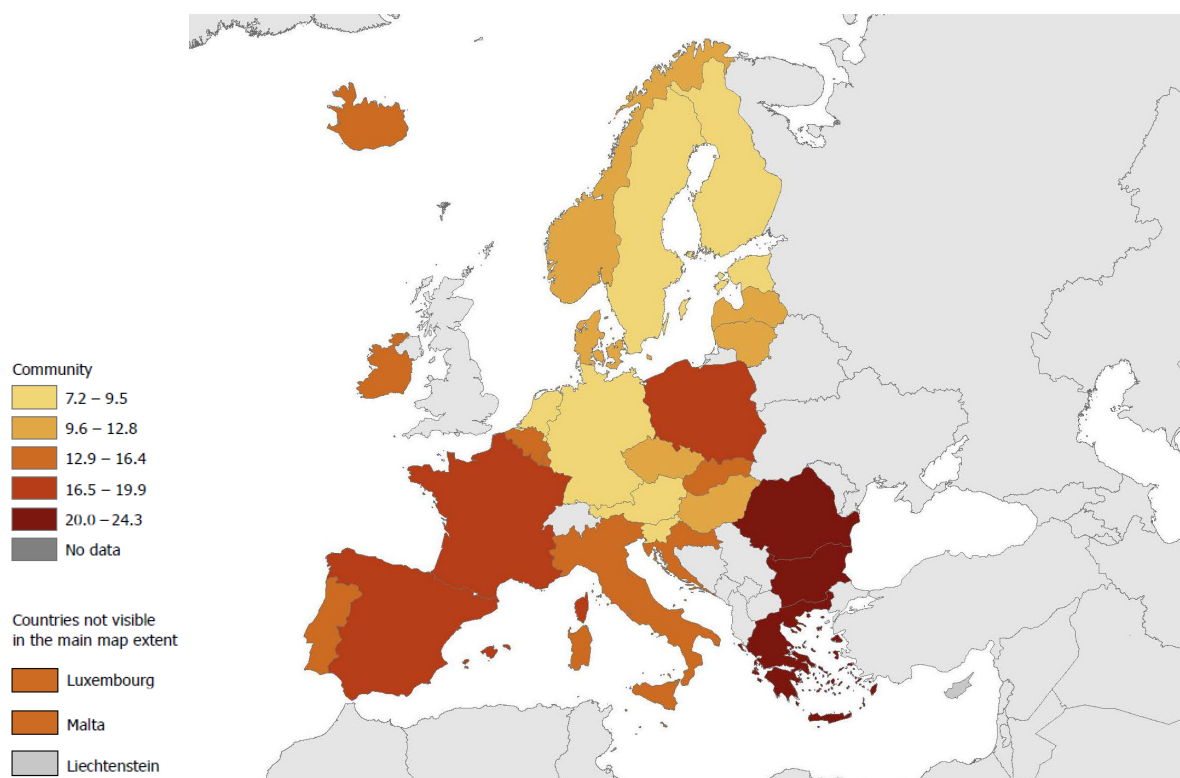 Community
7.2 – 9.5
9.6 – 12.8
12.9 – 16.4
16.5 – 19.9
20.0 – 24.3
No data
Countries not visible
in the main map extent
Luxembourg
Malta
Liechtenstein